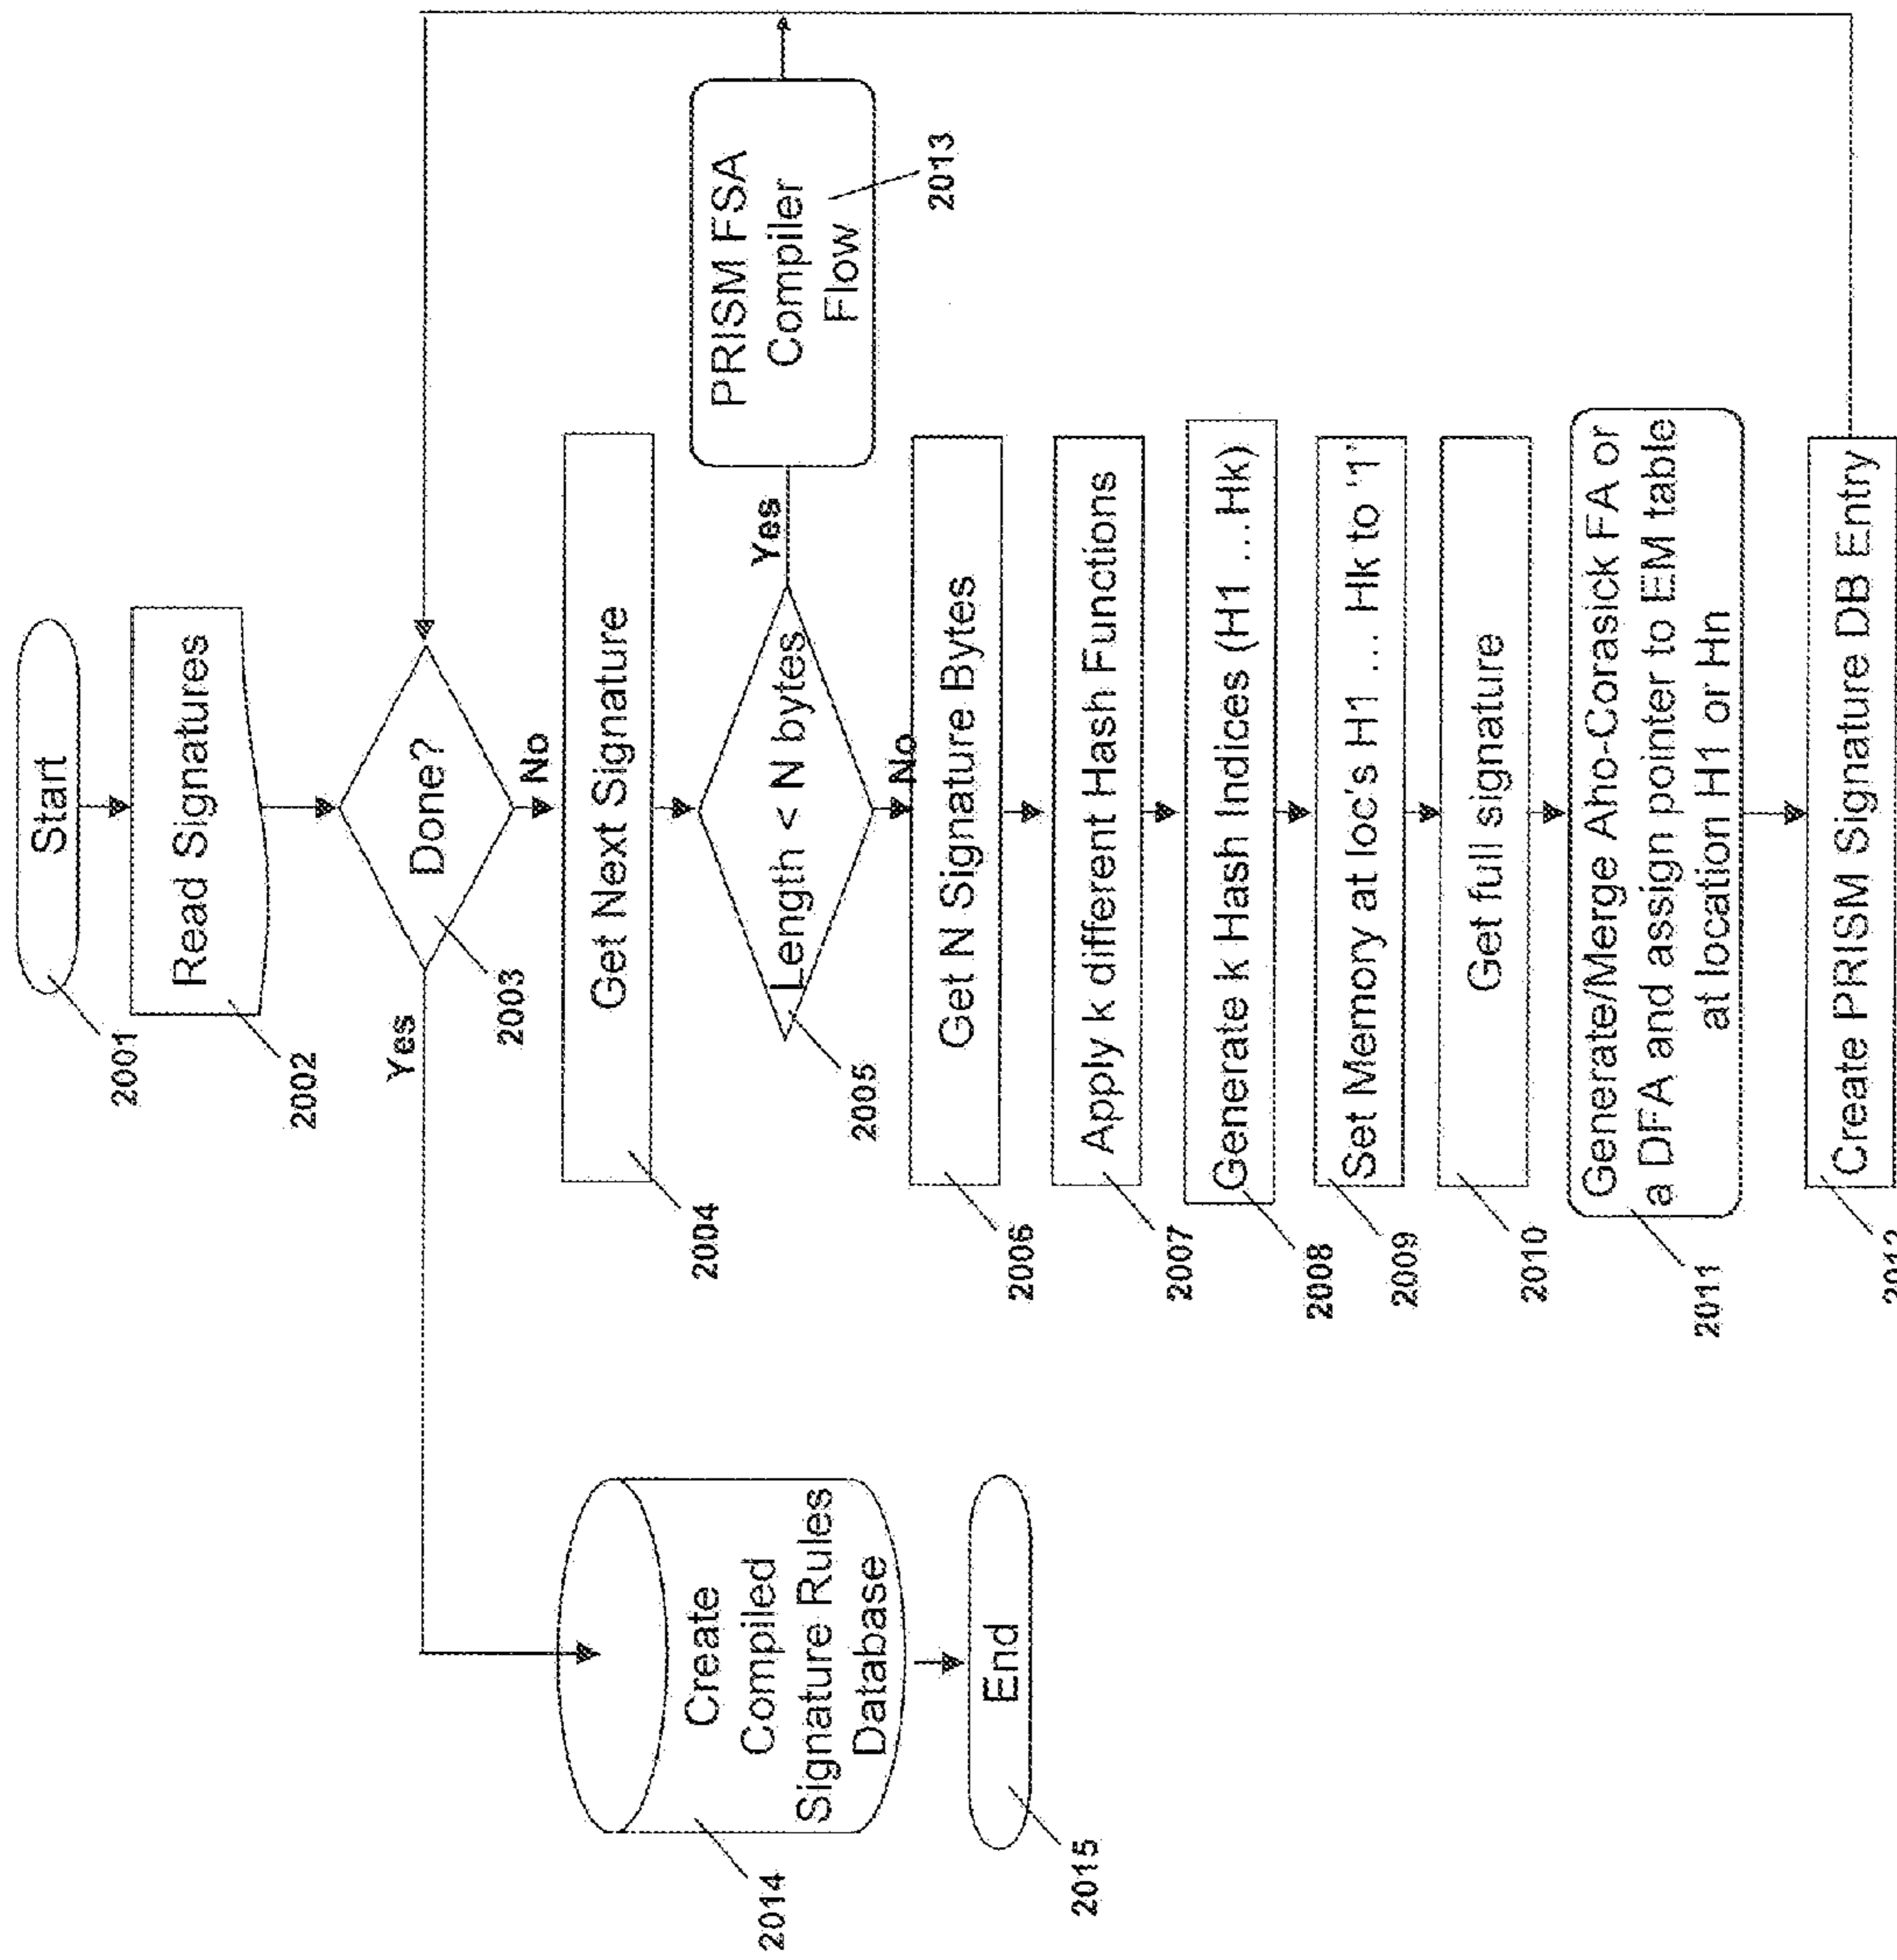 Start
2001
Read Signatures
2002
Done?
2003
Yes
No
Get Next Signature
2004
Length < N bytes
2005
Yes
No
PRISM FSA
Compiler
Flow
2013
Get N Signature Bytes
2006
Apply k different Hash Functions
2007
Generate k Hash Indices (H1 ...Hk)
2008
Set Memory at loc's H1 ... Hk to '1'
2009
Get full signature
2010
Generate/Merge Aho-Corasick FA or
a DFA and assign pointer to EM table
at location H1 or Hn
2011
Create PRISM Signature DB Entry
2012
Create
Compiled
Signature Rules
Database
2014
End
2015